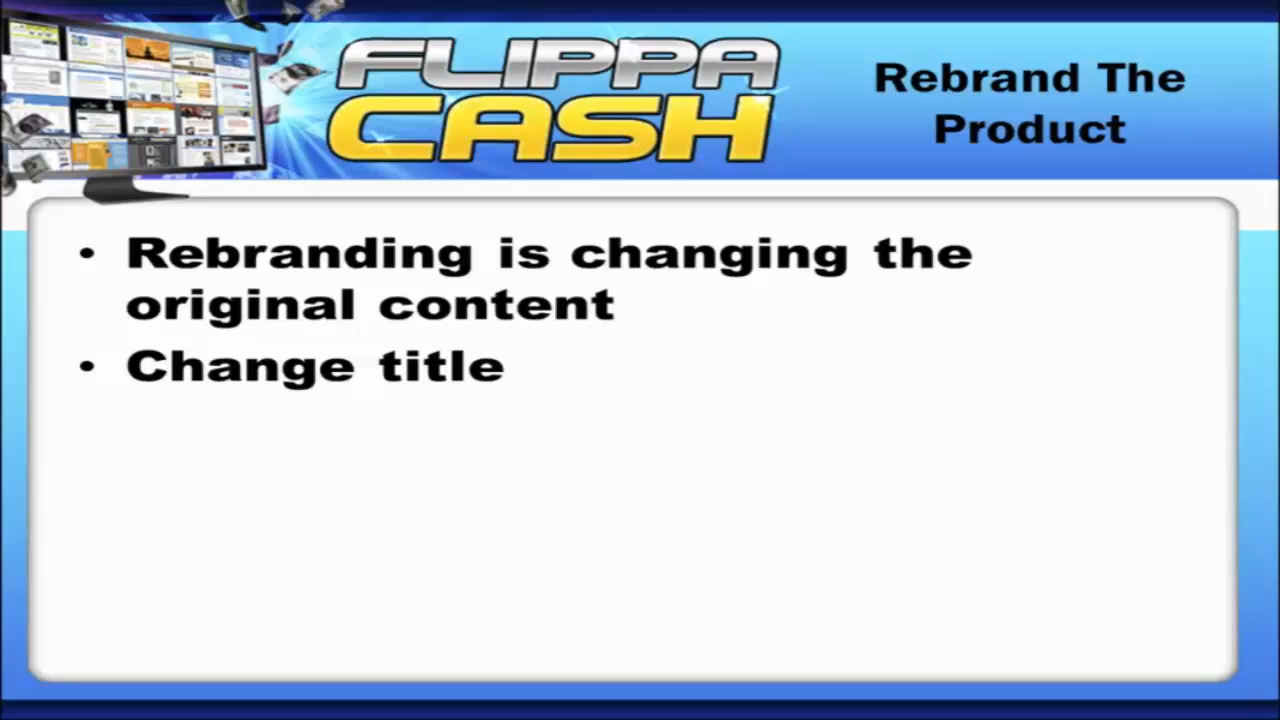 FLIPPA
CASH
Rebrand The
Product
• Rebranding is changing the
original content
• Change title